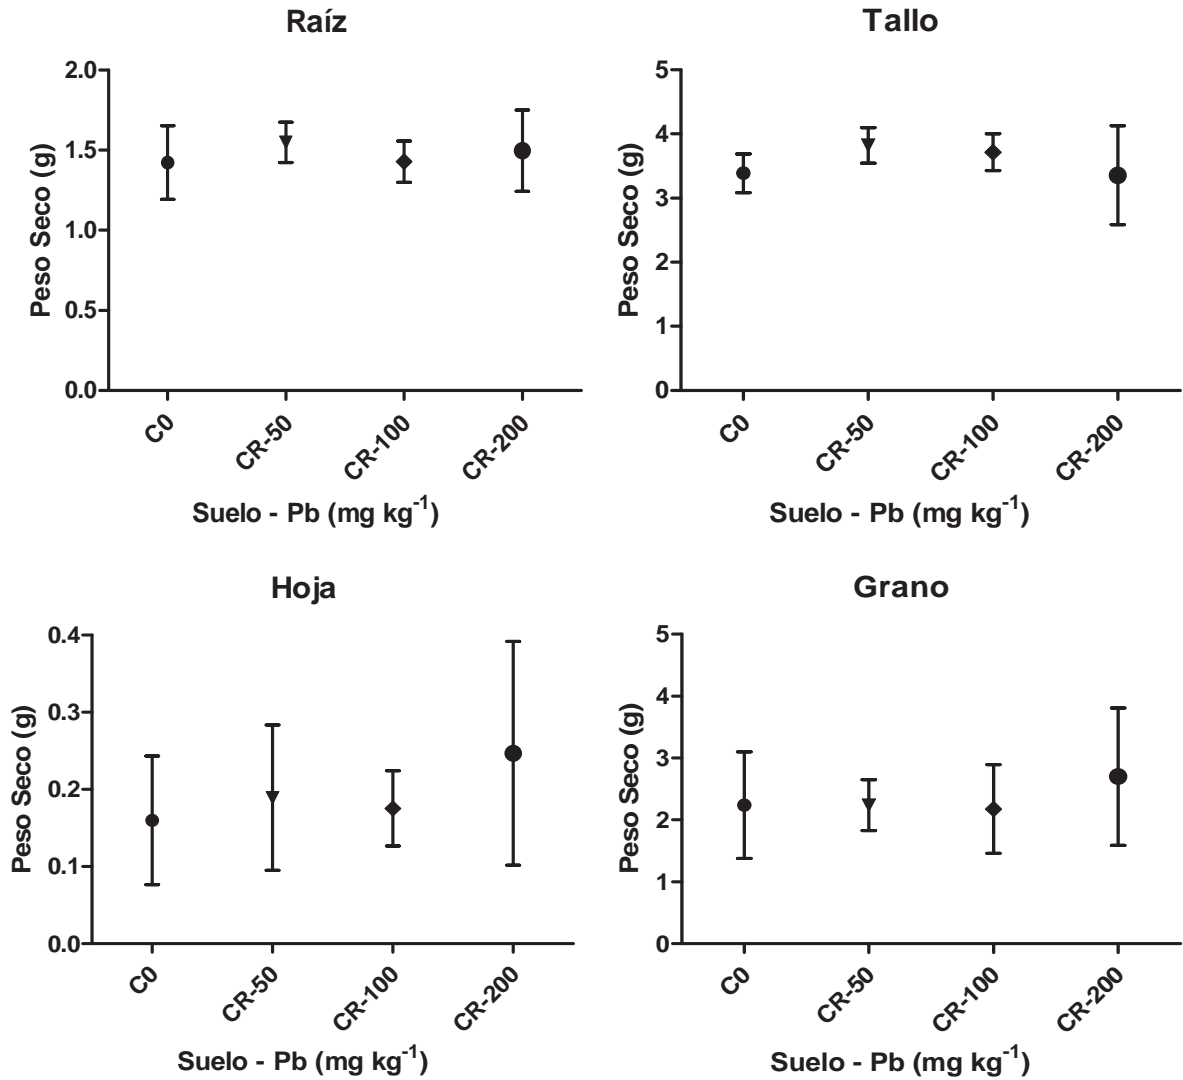 Raíz
Peso Seco (g)
2.0
1.5
1.0
0.5
0.0
C0
CR-50
CR-100
CR-200
Suelo - Pb (mg kg⁻¹)
Tallo
Peso Seco (g)
5
4
3
2
1
0
C0
CR-50
CR-100
CR-200
Suelo - Pb (mg kg⁻¹)
Hoja
Peso Seco (g)
0.4
0.3
0.2
0.1
0.0
C0
CR-50
CR-100
CR-200
Suelo - Pb (mg kg⁻¹)
Grano
Peso Seco (g)
5
4
3
2
1
0
C0
CR-50
CR-100
CR-200
Suelo - Pb (mg kg⁻¹)